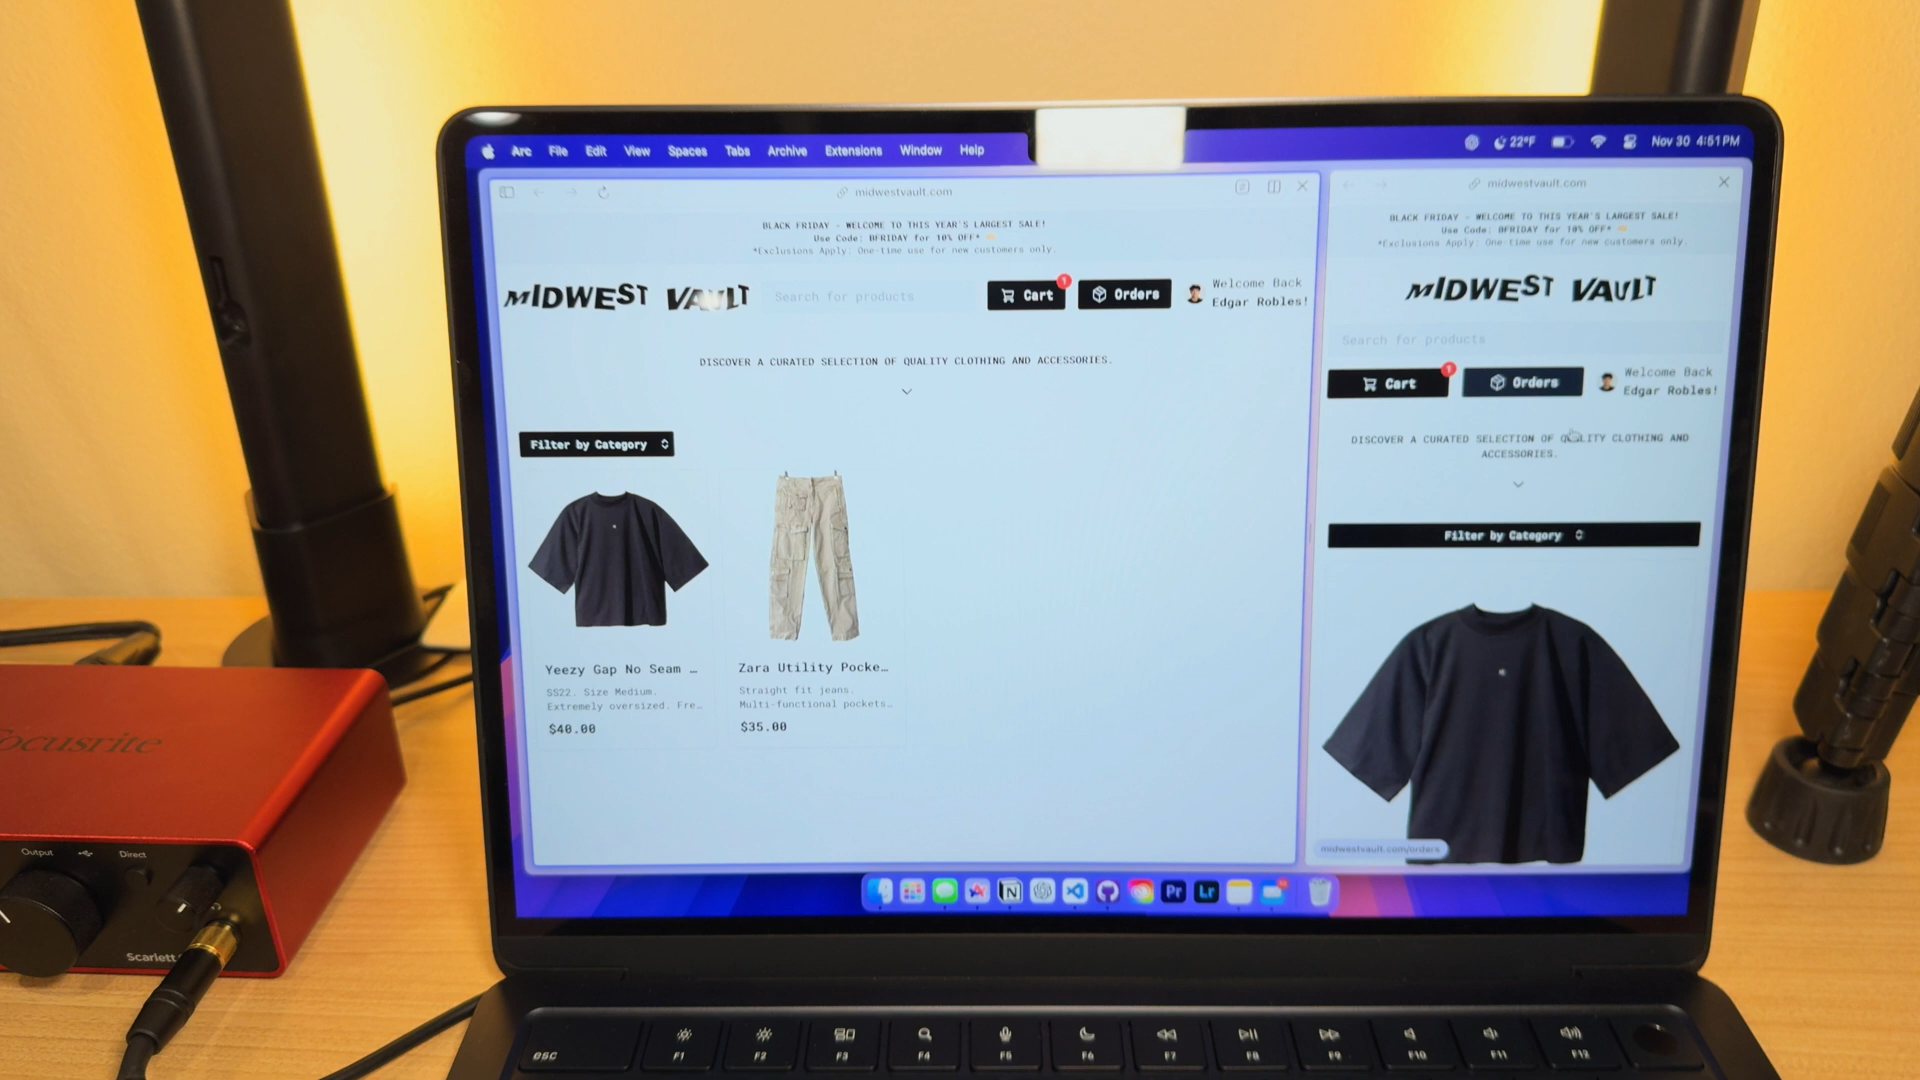 Arc File Edit View Spaces Tabs Archive Extensions Window Help
22°F Nov 30 4:51PM
midwestvault.com
BLACK FRIDAY - WELCOME TO THIS YEAR'S LARGEST SALE!
Use Code: BFRIDAY for 10% OFF*
*Exclusions Apply: One-time use for new customers only.
MIDWEST VAULT
Search for products
Cart
1
Orders
Welcome Back
Edgar Robles!
DISCOVER A CURATED SELECTION OF QUALITY CLOTHING AND ACCESSORIES.
Filter by Category
Yeezy Gap No Seam …
SS22. Size Medium.
Extremely oversized. Fre…
$40.00
Zara Utility Pocke…
Straight fit jeans.
Multi-functional pockets…
$35.00
midwestvault.com
BLACK FRIDAY - WELCOME TO THIS YEAR'S LARGEST SALE!
Use Code: BFRIDAY for 10% OFF*
*Exclusions Apply: One-time use for new customers only.
MIDWEST VAULT
Search for products
Cart
1
Orders
Welcome Back
Edgar Robles!
DISCOVER A CURATED SELECTION OF QUALITY CLOTHING AND
ACCESSORIES.
Filter by Category
midwestvault.com/orders
N
Pr
Lr
Focusrite
Output
Direct
Scarlett
esc
F1 F2 F3 F4 F5 F6 F7 F8 F9 F10 F11 F12